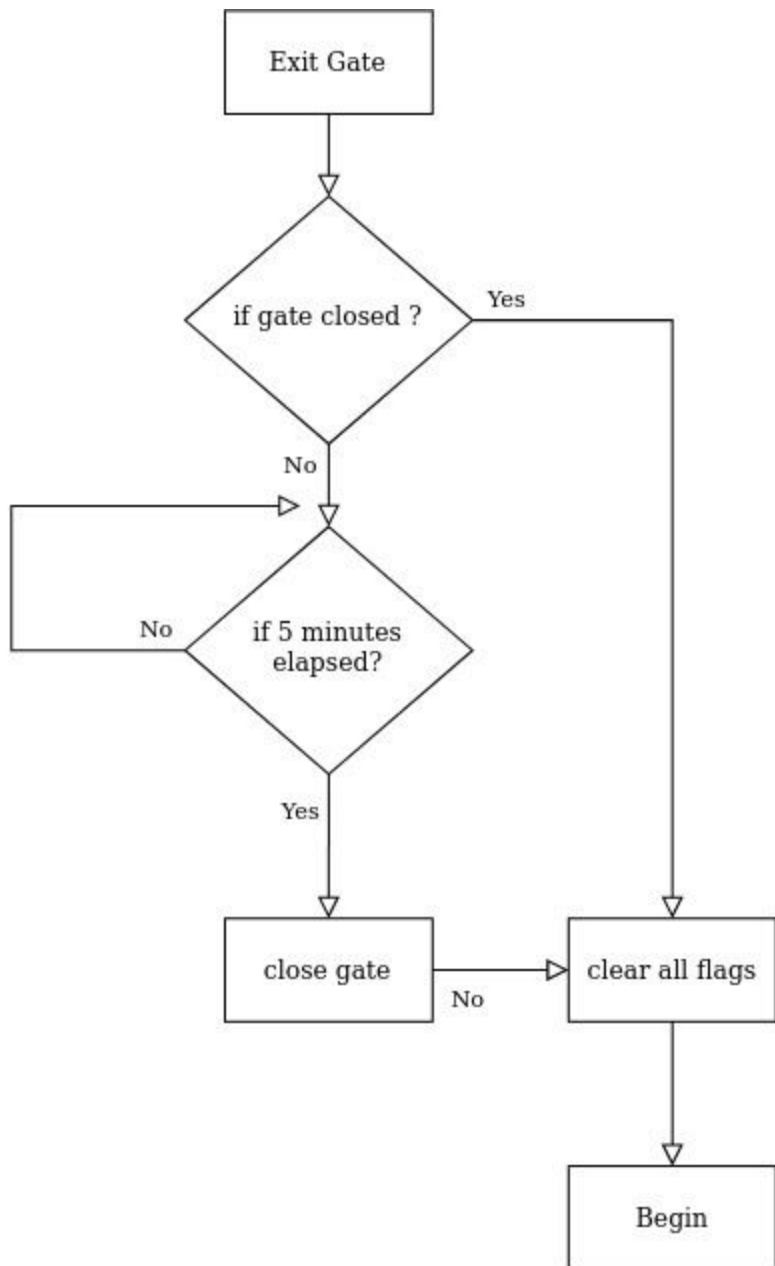 Exit Gate
if gate closed ?
Yes
No
No
if 5 minutes
elapsed?
Yes
close gate
No
clear all flags
Begin